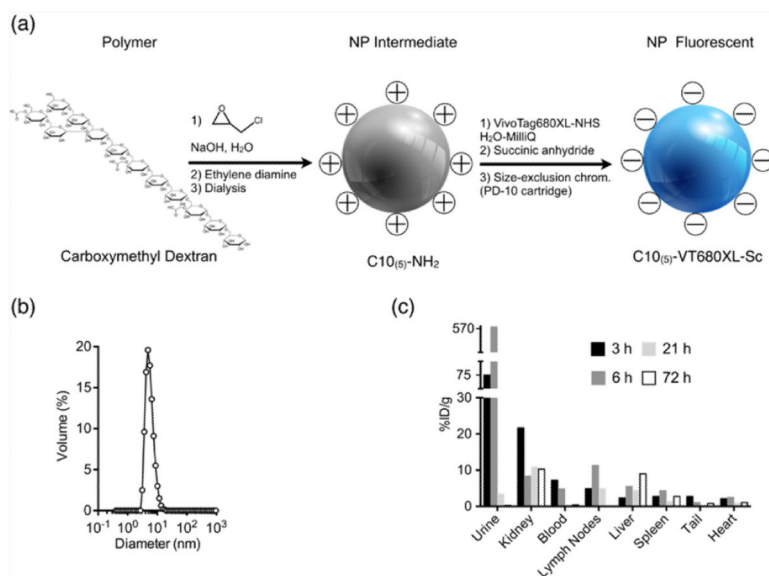 (a)
Polymer
NP Intermediate
NP Fluorescent
1)
Cl
NaOH, H₂O
2) Ethylene diamine
3) Dialysis
1) VivoTag680XL-NHS
H₂O-MilliQ
2) Succinic anhydride
3) Size-exclusion chrom.
(PD-10 cartridge)
Carboxymethyl Dextran
C10₍₅₎-NH₂
C10₍₅₎-VT680XL-Sc
(b)
Volume (%)
20
15
10
5
0
10⁻¹ 10⁰ 10¹ 10² 10³
Diameter (nm)
(c)
%ID/g
570
75
30
20
10
0
3 h
21 h
6 h
72 h
Urine
Kidney
Blood
Lymph Nodes
Liver
Spleen
Tail
Heart